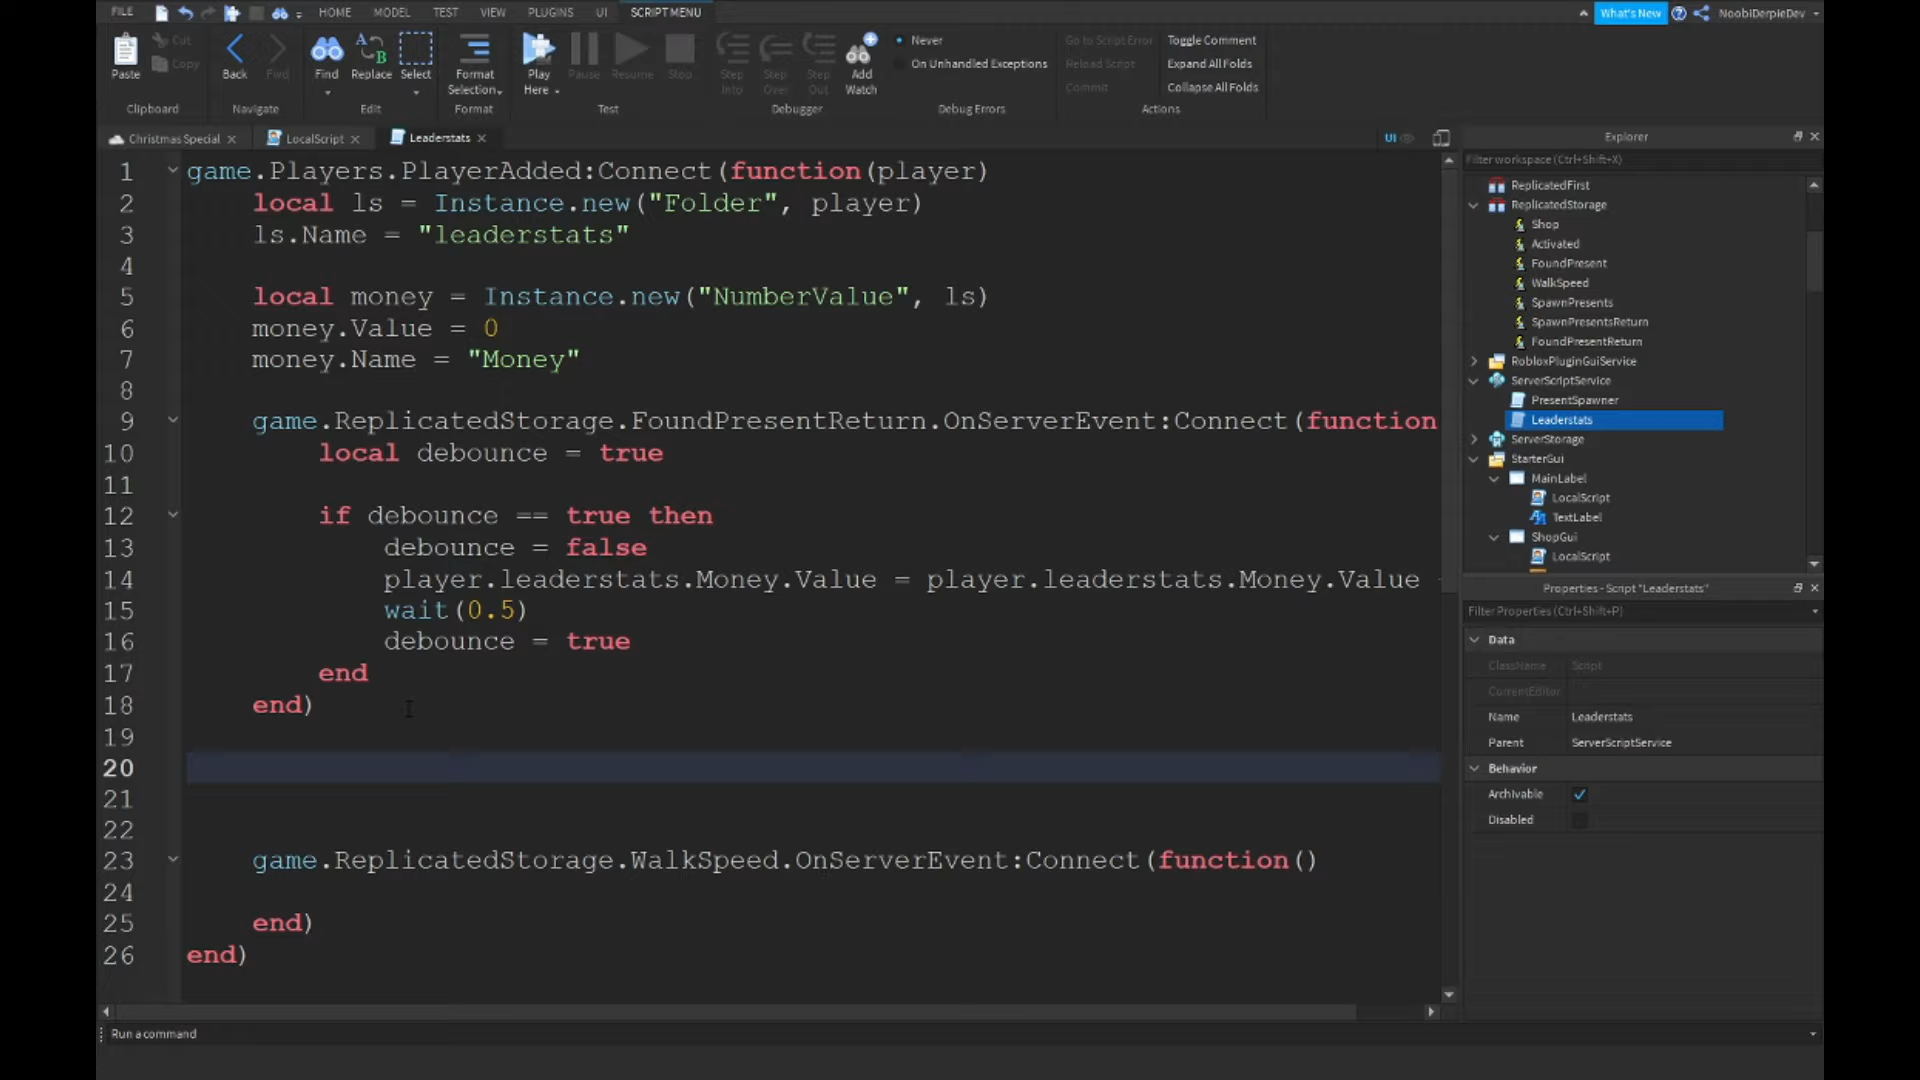 FILE HOME MODEL TEST VIEW PLUGINS UI SCRIPT MENU What's New NoobiDerpieDev
Paste Cut Copy Back Fwd Find Replace Select Format Selection Play Here Pause Resume Stop Step Into Step Over Step Out Add Watch Never On Unhandled Exceptions Go to Script Error Reload Script Commit Toggle Comment Expand All Folds Collapse All Folds
Clipboard Navigate Edit Format Test Debugger Debug Errors Actions
Christmas Special LocalScript Leaderstats UI
1 game.Players.PlayerAdded:Connect(function(player)
2 local ls = Instance.new("Folder", player)
3 ls.Name = "leaderstats"
4
5 local money = Instance.new("NumberValue", ls)
6 money.Value = 0
7 money.Name = "Money"
8
9 game.ReplicatedStorage.FoundPresentReturn.OnServerEvent:Connect(function
10 local debounce = true
11
12 if debounce == true then
13 debounce = false
14 player.leaderstats.Money.Value = player.leaderstats.Money.Value
15 wait(0.5)
16 debounce = true
17 end
18 end)
19
20
21
22
23 game.ReplicatedStorage.WalkSpeed.OnServerEvent:Connect(function()
24
25 end)
26 end)
Run a command
Explorer
Filter workspace (Ctrl+Shift+X)
ReplicatedFirst
ReplicatedStorage
Shop
Activated
FoundPresent
WalkSpeed
SpawnPresents
SpawnPresentsReturn
FoundPresentReturn
RobloxPluginGuiService
ServerScriptService
PresentSpawner
Leaderstats
ServerStorage
StarterGui
MainLabel
LocalScript
TextLabel
ShopGui
LocalScript
Properties - Script "Leaderstats"
Filter Properties (Ctrl+Shift+P)
Data
ClassName Script
CurrentEditor
Name Leaderstats
Parent ServerScriptService
Behavior
Archivable
Disabled